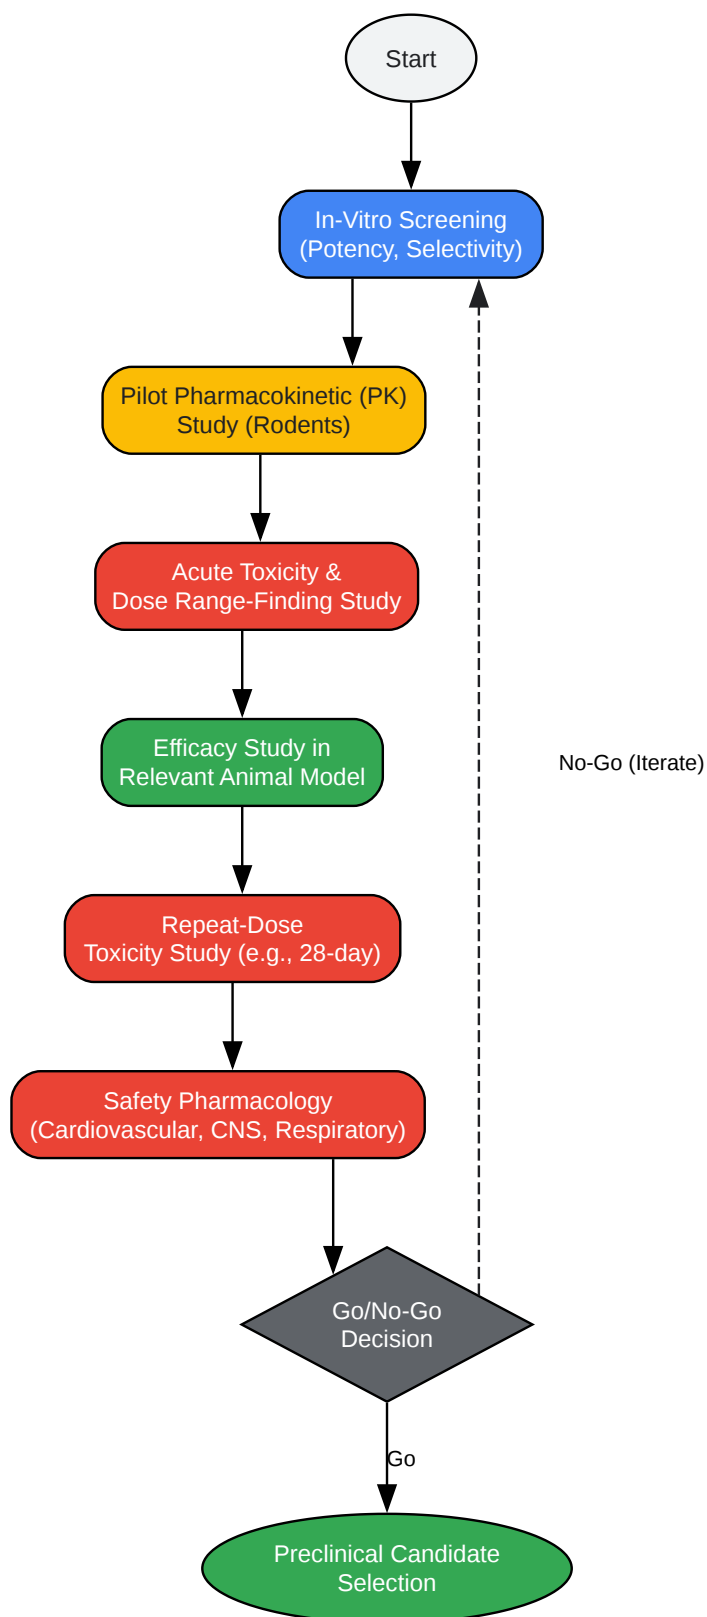 Start
In-Vitro Screening
(Potency, Selectivity)
Pilot Pharmacokinetic (PK)
Study (Rodents)
Acute Toxicity &
Dose Range-Finding Study
Efficacy Study in
Relevant Animal Model
No-Go (Iterate)
Repeat-Dose
Toxicity Study (e.g., 28-day)
Safety Pharmacology
(Cardiovascular, CNS, Respiratory)
Go/No-Go
Decision
Go
Preclinical Candidate
Selection